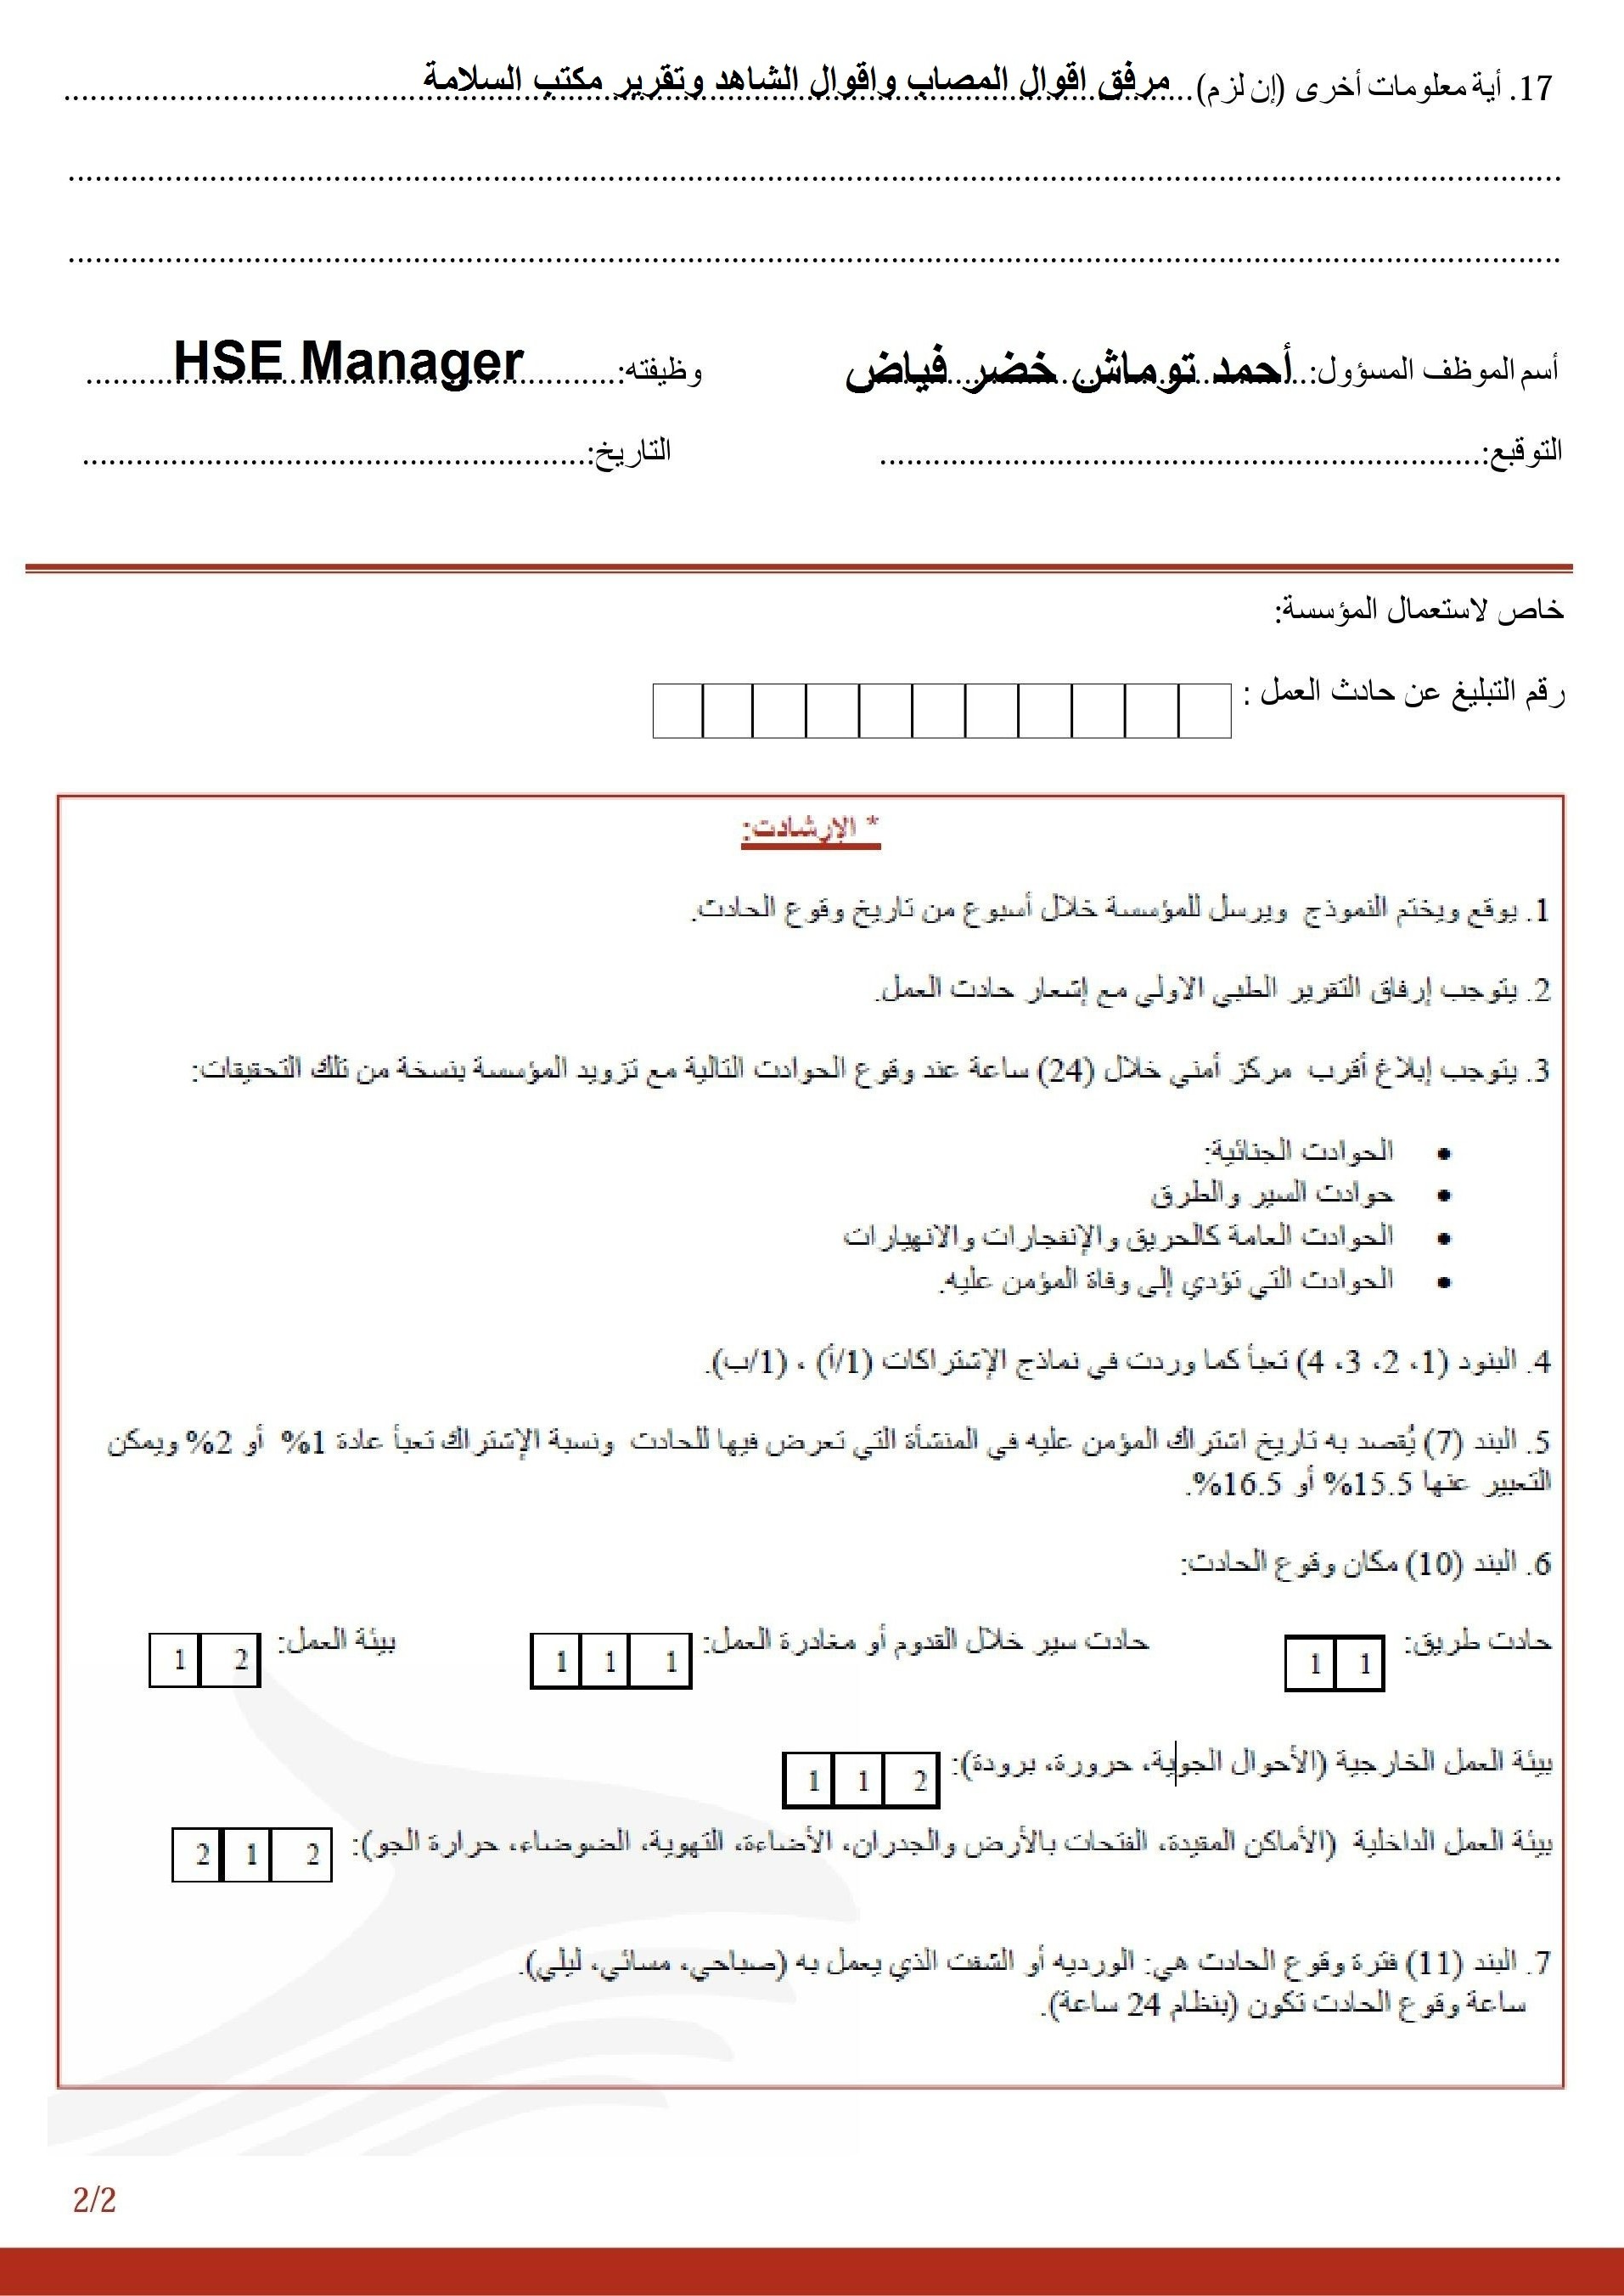 17. أية معلومات أخرى (إن لزم)......مرفق اقوال المصاب واقوال الشاهد وتقرير مكتب السلامة......
......
......
أسم الموظف المسؤول:......أحمد توماش خضر فياض وظيفته:......HSE Manager......
التوقبع:...... التاريخ:......
خاص لاستعمال المؤسسة:
رقم التبليغ عن حادث العمل :
* الإرشادت:
1. يوقع ويختم النموذج ويرسل للمؤسسة خلال أسبوع من تاريخ وقوع الحادث.
2. يتوجب إرفاق التقرير الطبي الاولي مع إشعار حادث العمل.
3. يتوجب إبلاغ أقرب مركز أمني خلال (24) ساعة عند وقوع الحوادث التالية مع تزويد المؤسسة بنسخة من تلك التحقيقات:
• الحوادث الجنائية:
• حوادث السير والطرق
• الحوادث العامة كالحريق والإنفجارات والانهيارات
• الحوادث التي تؤدي إلى وفاة المؤمن عليه.
4. البنود (1، 2، 3، 4) تعبأ كما وردت في نماذج الإشتراكات (1/أ) ، (1/ب).
5. البند (7) يُقصد به تاريخ اشتراك المؤمن عليه في المنشأة التي تعرض فيها للحادث ونسبة الإشتراك تعبأ عادة 1% أو 2% ويمكن
التعبير عنها 15.5% أو 16.5%.
6. البند (10) مكان وقوع الحادث:
حادث طريق: 1 1 حادث سير خلال القدوم أو مغادرة العمل: 1 1 1 بيئة العمل: 2 1
بيئة العمل الخارجية (الأحوال الجوية، حرورة، برودة): 2 1 1
بيئة العمل الداخلية (الأماكن المقيدة، الفتحات بالأرض والجدران، الأضاءة، التهوية، الضوضاء، حرارة الجو): 2 1 2
7. البند (11) فترة وقوع الحادث هي: الورديه أو الشفت الذي يعمل به (صباحي، مسائي، ليلي).
ساعة وقوع الحادث تكون (بنظام 24 ساعة).
2/2